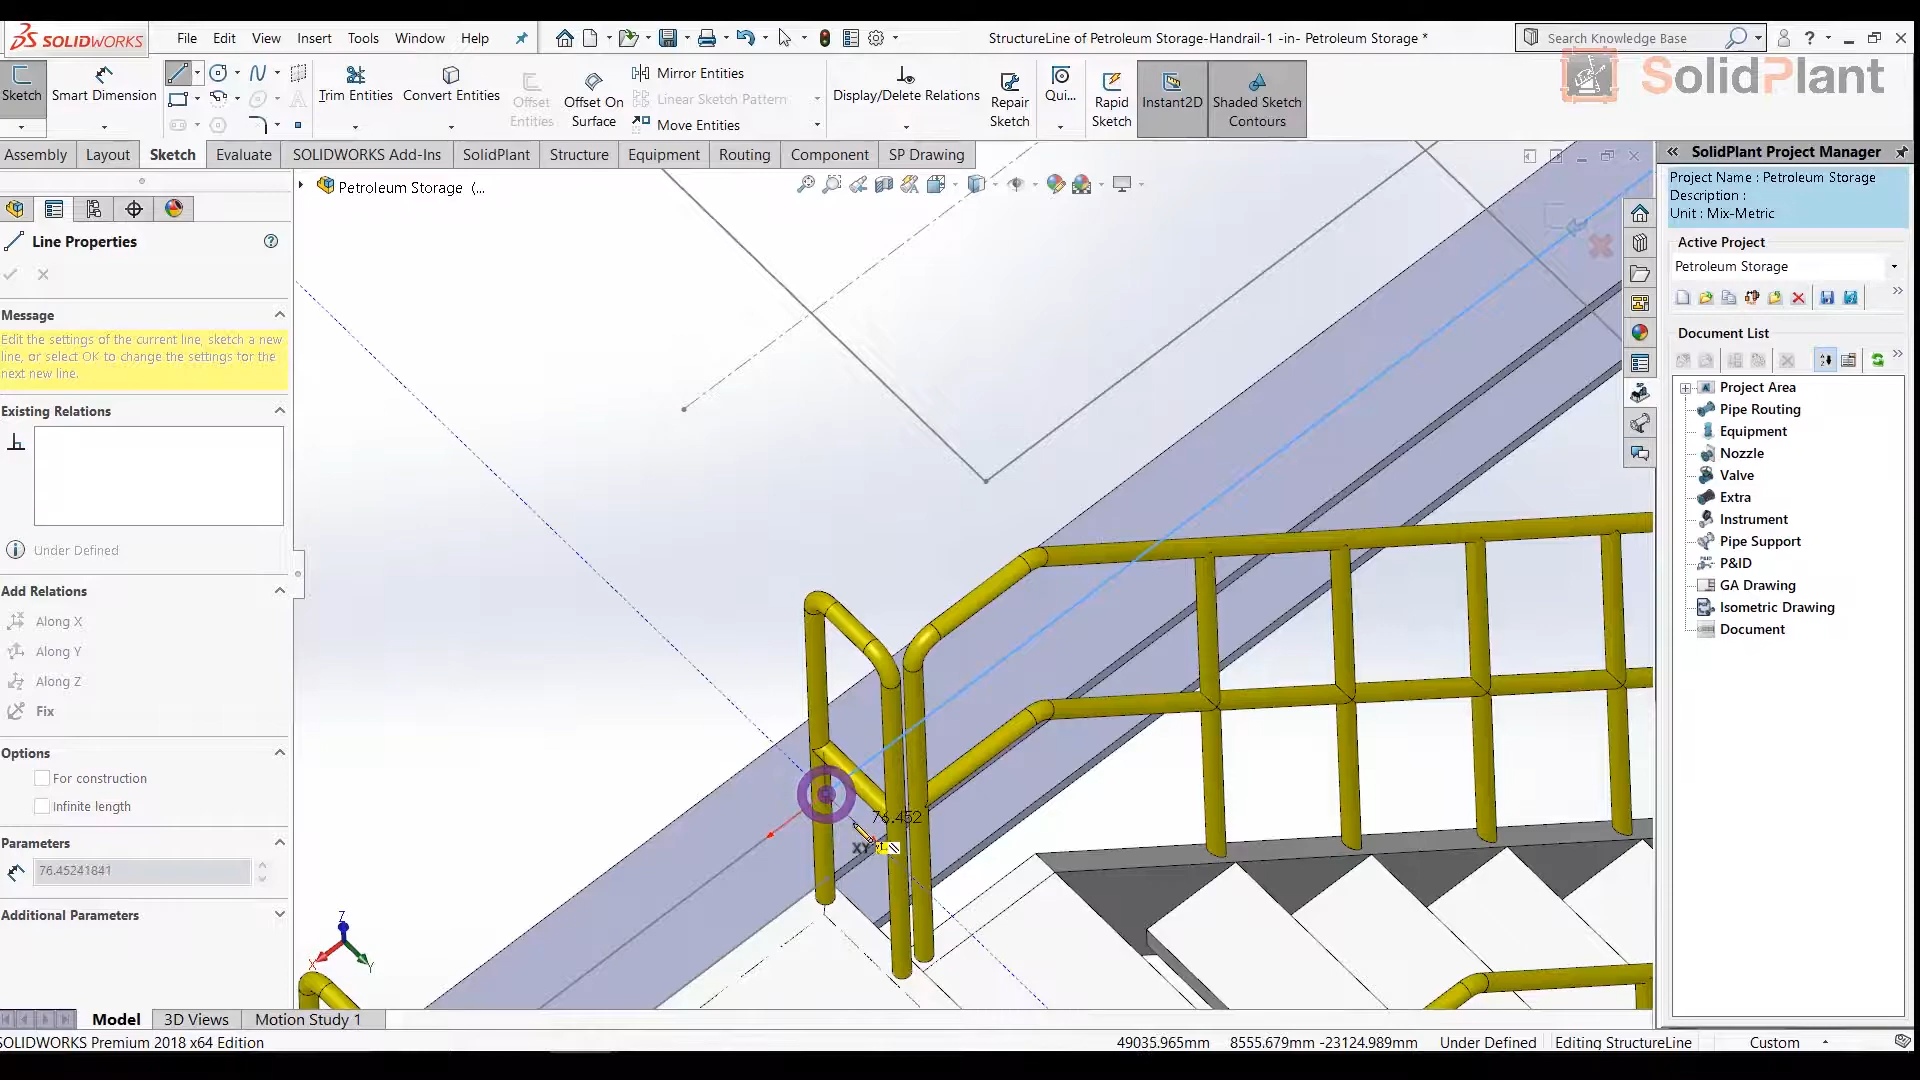 SOLIDWORKS
File Edit View Insert Tools Window Help
StructureLine of Petroleum Storage-Handrail-1 -in- Petroleum Storage *
Search Knowledge Base
SolidPlant
Sketch
Smart Dimension
Trim Entities
Convert Entities
Offset Entities
Offset On Surface
Mirror Entities
Linear Sketch Pattern
Move Entities
Display/Delete Relations
Repair Sketch
Qui...
Rapid Sketch
Instant2D
Shaded Sketch Contours
Assembly Layout Sketch Evaluate SOLIDWORKS Add-Ins SolidPlant Structure Equipment Routing Component SP Drawing
Petroleum Storage (...
Line Properties
Message
Edit the settings of the current line, sketch a new
line, or select OK to change the settings for the
next new line.
Existing Relations
Under Defined
Add Relations
Along X
Along Y
Along Z
Fix
Options
For construction
Infinite length
Parameters
76.45241841
Additional Parameters
76.452
XY
Z
X
Y
SolidPlant Project Manager
Project Name : Petroleum Storage
Description :
Unit : Mix-Metric
Active Project
Petroleum Storage
Document List
Project Area
Pipe Routing
Equipment
Nozzle
Valve
Extra
Instrument
Pipe Support
P&ID
GA Drawing
Isometric Drawing
Document
Model 3D Views Motion Study 1
SOLIDWORKS Premium 2018 x64 Edition
49035.965mm 8555.679mm -23124.989mm Under Defined Editing StructureLine Custom